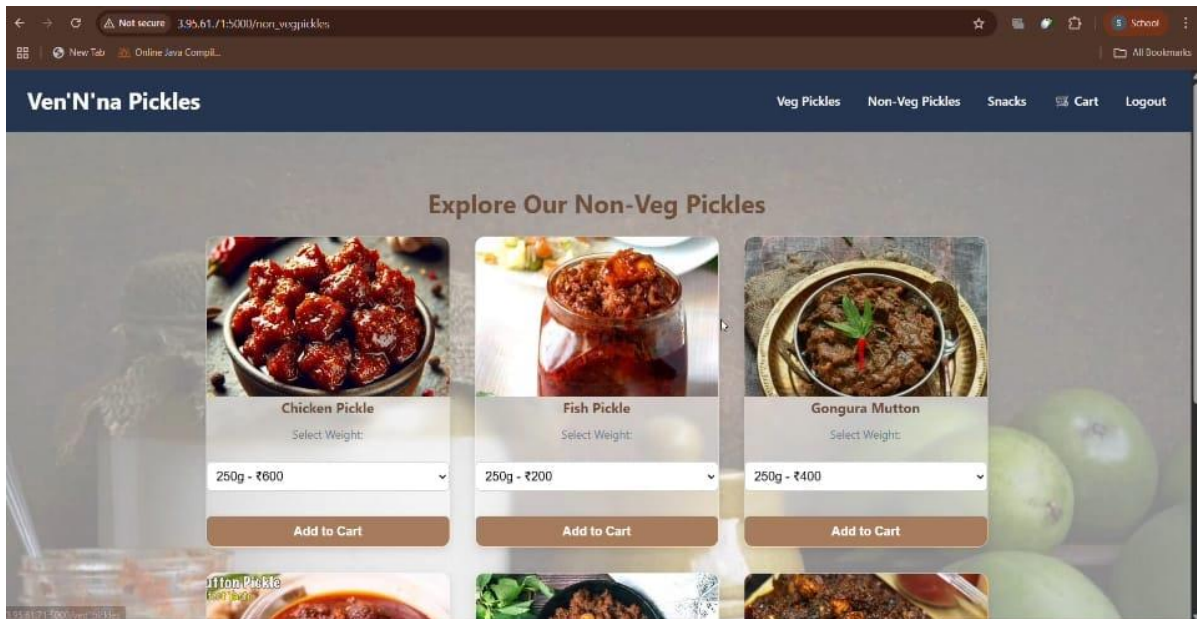 Not secure 3.95.61.71:5000/non_vegpickles
S School
New Tab Online Java Compil...
All Bookmarks
Ven'N'na Pickles
Veg Pickles Non-Veg Pickles Snacks Cart Logout
Explore Our Non-Veg Pickles
Chicken Pickle Fish Pickle Gongura Mutton
Select Weight: Select Weight: Select Weight:
250g - ₹600 250g - ₹200 250g - ₹400
Add to Cart Add to Cart Add to Cart
utton Pickle